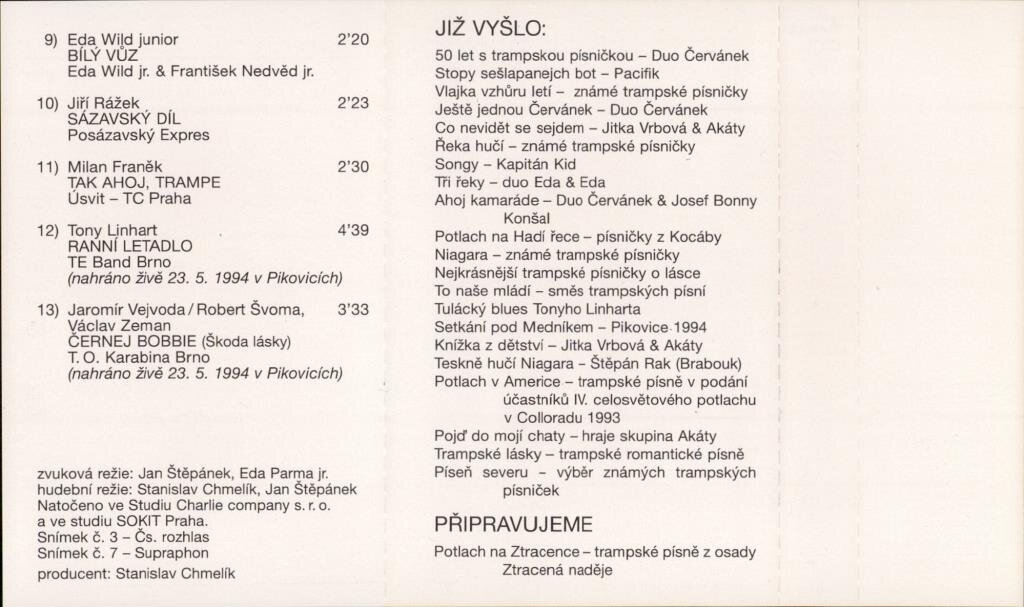 9) Eda Wild junior 2'20
BÍLÝ VŮZ
Eda Wild jr. & František Nedvěd jr.
10) Jiří Rážek 2'23
SÁZAVSKÝ DÍL
Posázavský Expres
11) Milan Franěk 2'30
TAK AHOJ, TRAMPE
Úsvit – TC Praha
12) Tony Linhart 4'39
RANNÍ LETADLO
TE Band Brno
(nahráno živě 23. 5. 1994 v Pikovicích)
13) Jaromír Vejvoda / Robert Švoma, 3'33
Václav Zeman
ČERNEJ BOBBIE (Škoda lásky)
T. O. Karabina Brno
(nahráno živě 23. 5. 1994 v Pikovicích)
zvuková režie: Jan Štěpánek, Eda Parma jr.
hudební režie: Stanislav Chmelík, Jan Štěpánek
Natočeno ve Studiu Charlie company s. r. o.
a ve studiu SOKIT Praha.
Snímek č. 3 – Čs. rozhlas
Snímek č. 7 – Supraphon
producent: Stanislav Chmelík
JIŽ VYŠLO:
50 let s trampskou písničkou – Duo Červánek
Stopy sešlapanejch bot – Pacifik
Vlajka vzhůru letí – známé trampské písničky
Ještě jednou Červánek – Duo Červánek
Co nevidět se sejdem – Jitka Vrbová & Akáty
Řeka hučí – známé trampské písničky
Songy – Kapitán Kid
Tři řeky – duo Eda & Eda
Ahoj kamaráde – Duo Červánek & Josef Bonny
Konšal
Potlach na Hadí řece – písničky z Kocáby
Niagara – známé trampské písničky
Nejkrásnější trampské písničky o lásce
To naše mládí – směs trampských písní
Tulácký blues Tonyho Linharta
Setkání pod Medníkem – Pikovice 1994
Knížka z dětství – Jitka Vrbová & Akáty
Teskně hučí Niagara – Štěpán Rak (Brabouk)
Potlach v Americe – trampské písně v podání
účastníků IV. celosvětového potlachu
v Colloradu 1993
Pojď do mojí chaty – hraje skupina Akáty
Trampské lásky – trampské romantické písně
Píseň severu – výběr známých trampských
písniček
PŘIPRAVUJEME
Potlach na Ztracence – trampské písně z osady
Ztracená naděje